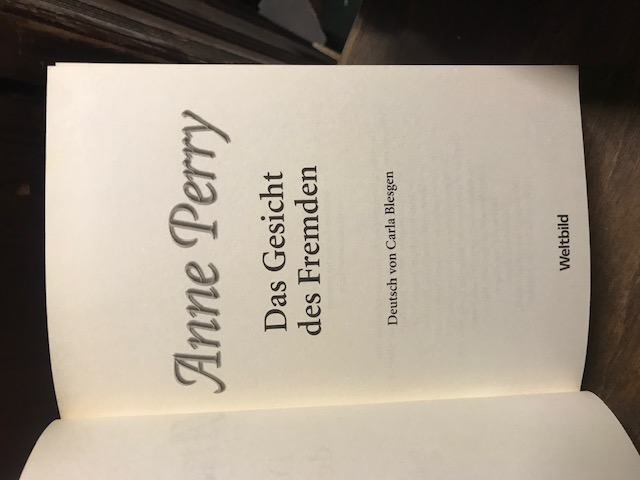 Anne Perry
Das Gesicht
des Fremden
Deutsch von Carla Blesgen
Weltbild